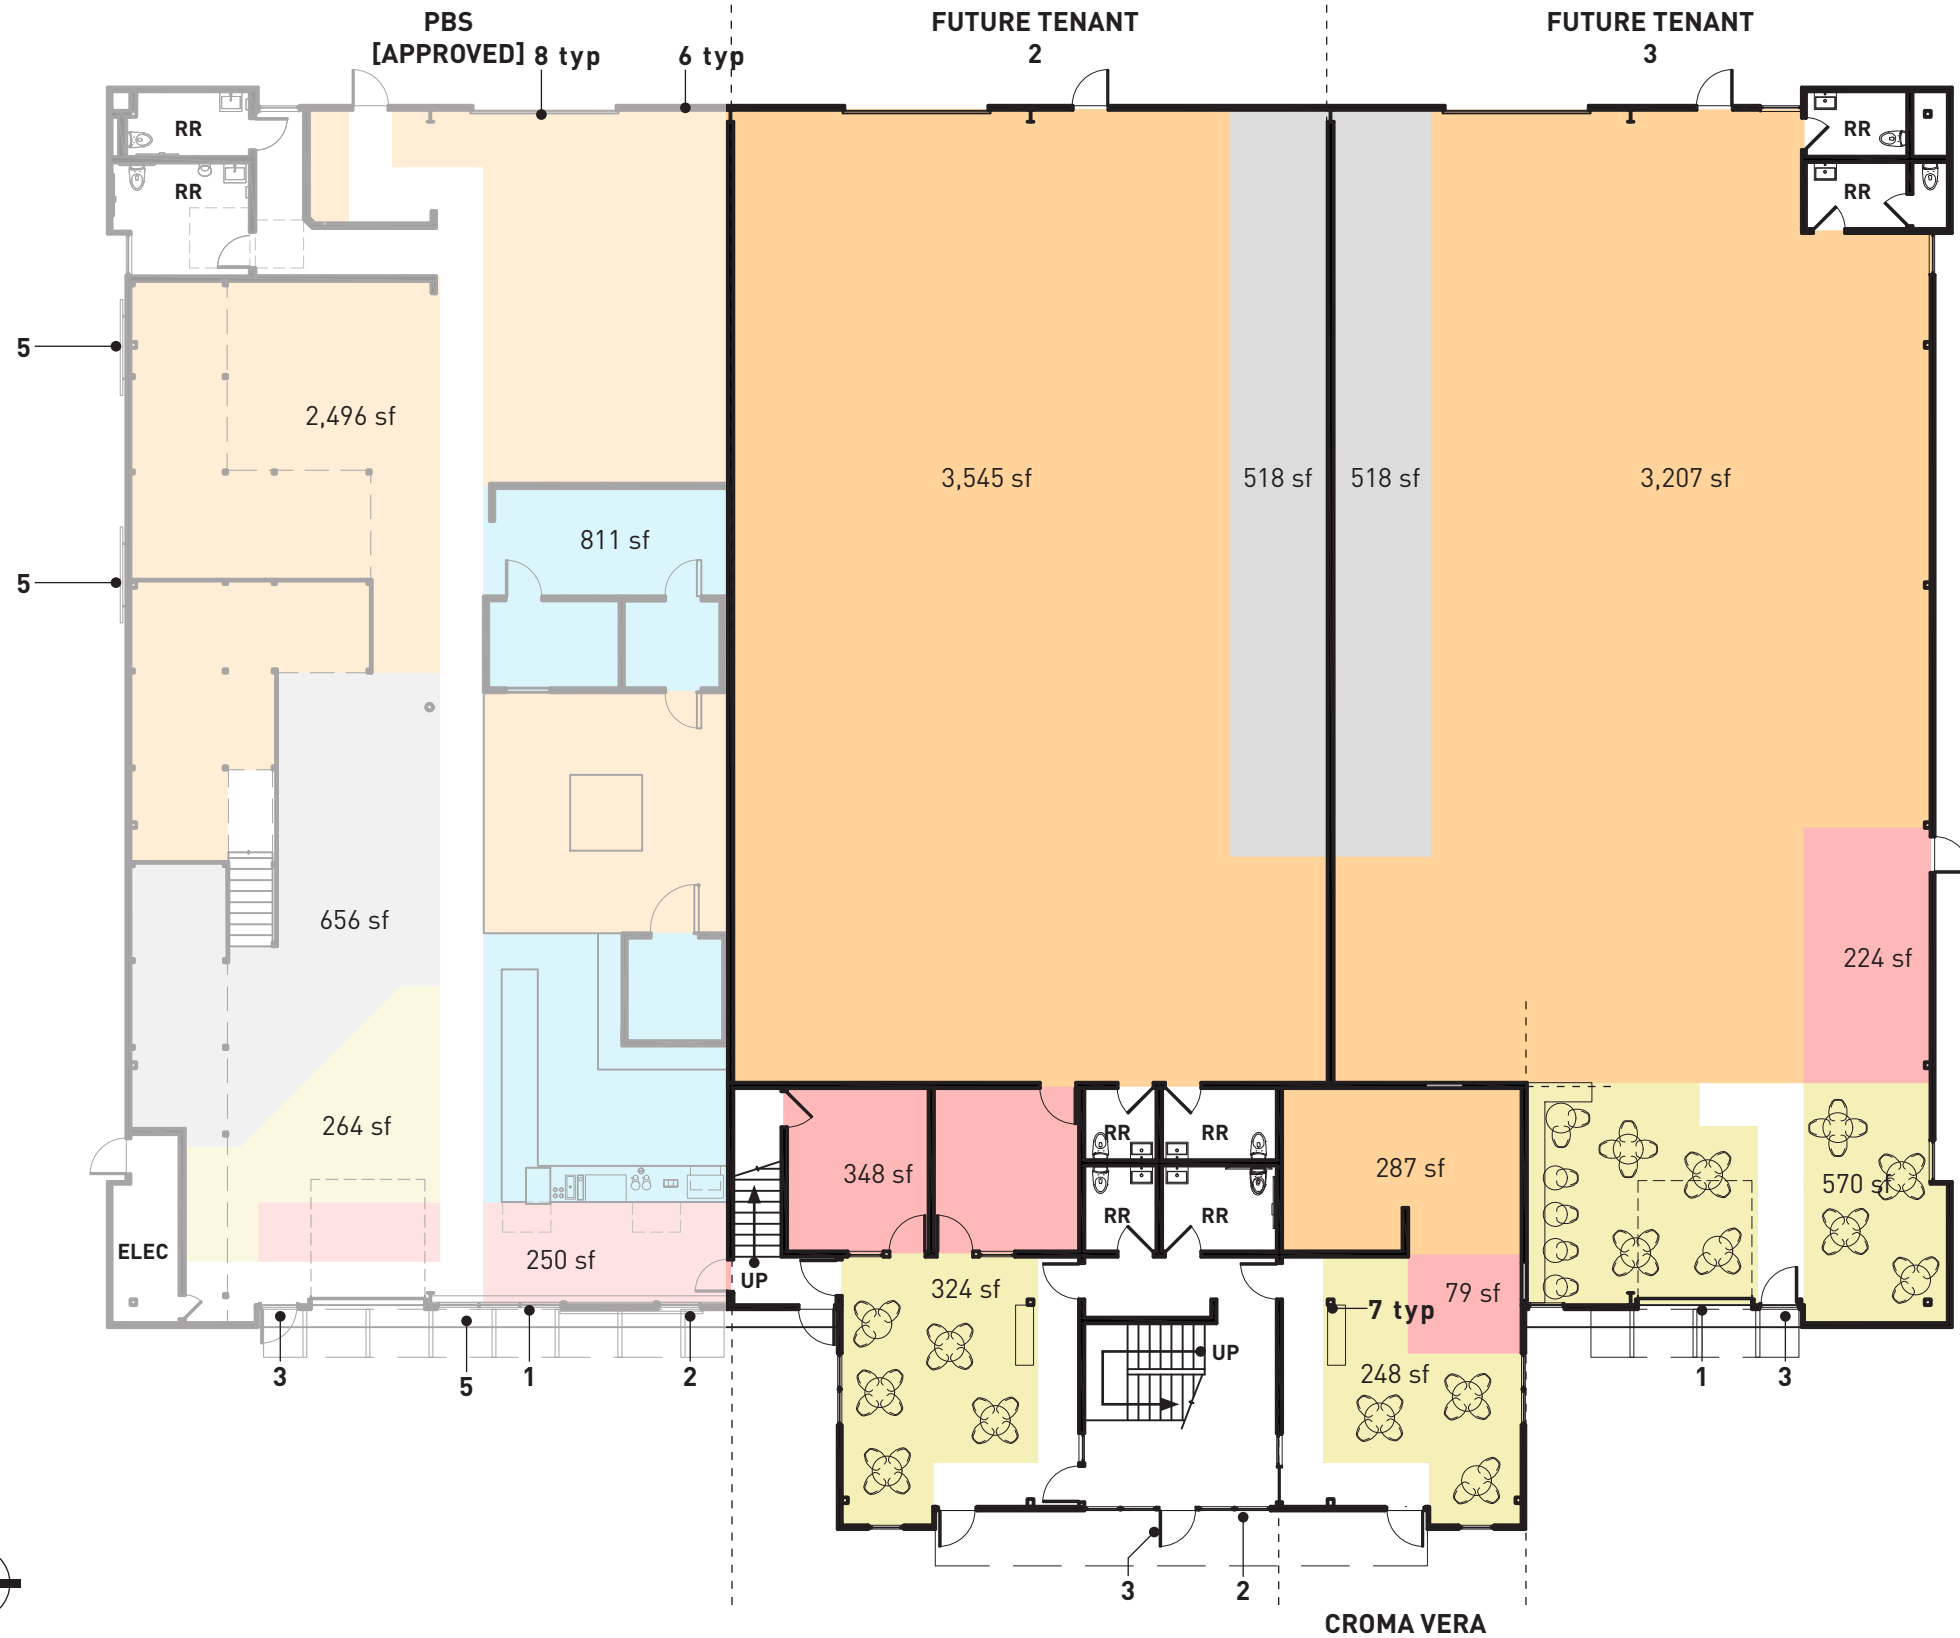 PBS
[APPROVED]
8 typ
6 typ
FUTURE TENANT
2
FUTURE TENANT
3
RR
RR
RR
RR
5
2,496 sf
3,545 sf
518 sf
518 sf
3,207 sf
811 sf
5
656 sf
224 sf
264 sf
348 sf
RR
RR
287 sf
570 sf
RR
RR
ELEC
250 sf
UP
324 sf
79 sf
7 typ
3
5
1
2
UP
248 sf
1
3
3
2
CROMA VERA